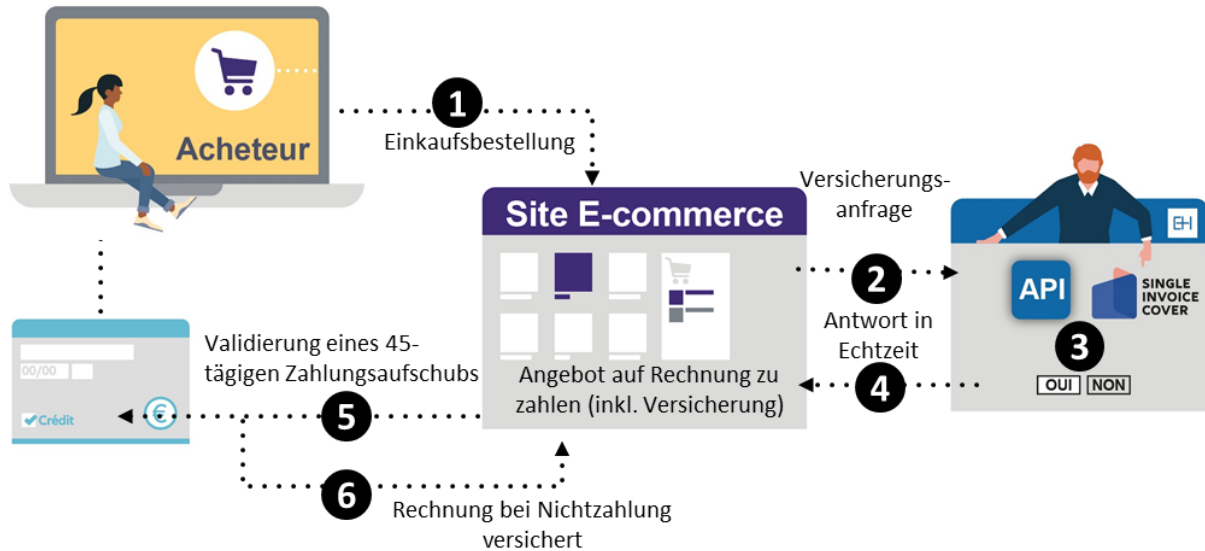 Acheteur
1
Einkaufsbestellung
Site E-commerce
Versicherungs-
anfrage
EH
2
API
SINGLE
INVOICE
COVER
Antwort in
Echtzeit
3
OUI NON
4
Angebot auf Rechnung zu
zahlen (inkl. Versicherung)
Validierung eines 45-
tägigen Zahlungsaufschubs
00/00
Crédit
€
5
6
Rechnung bei Nichtzahlung
versichert